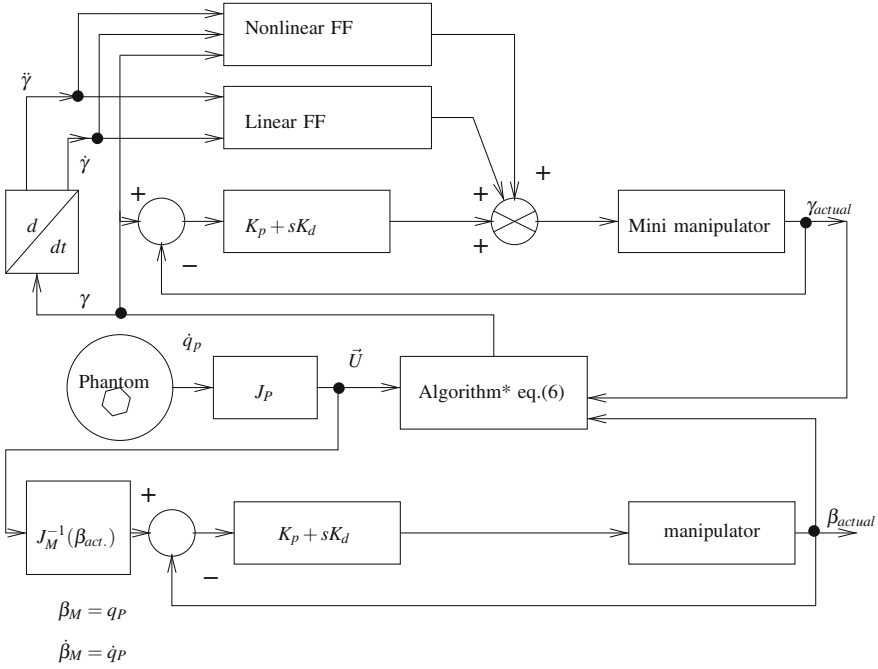 Nonlinear FF
γ̈
Linear FF
γ̇
+
+
+
d
dt
K_p + sK_d
Mini manipulator
γ_actual
+
−
γ
q̇_p
U⃗
Phantom
J_P
Algorithm* eq.(6)
+
β_actual
J_M^{-1}(β_act.)
K_p + sK_d
manipulator
−
β_M = q_P
β̇_M = q̇_P